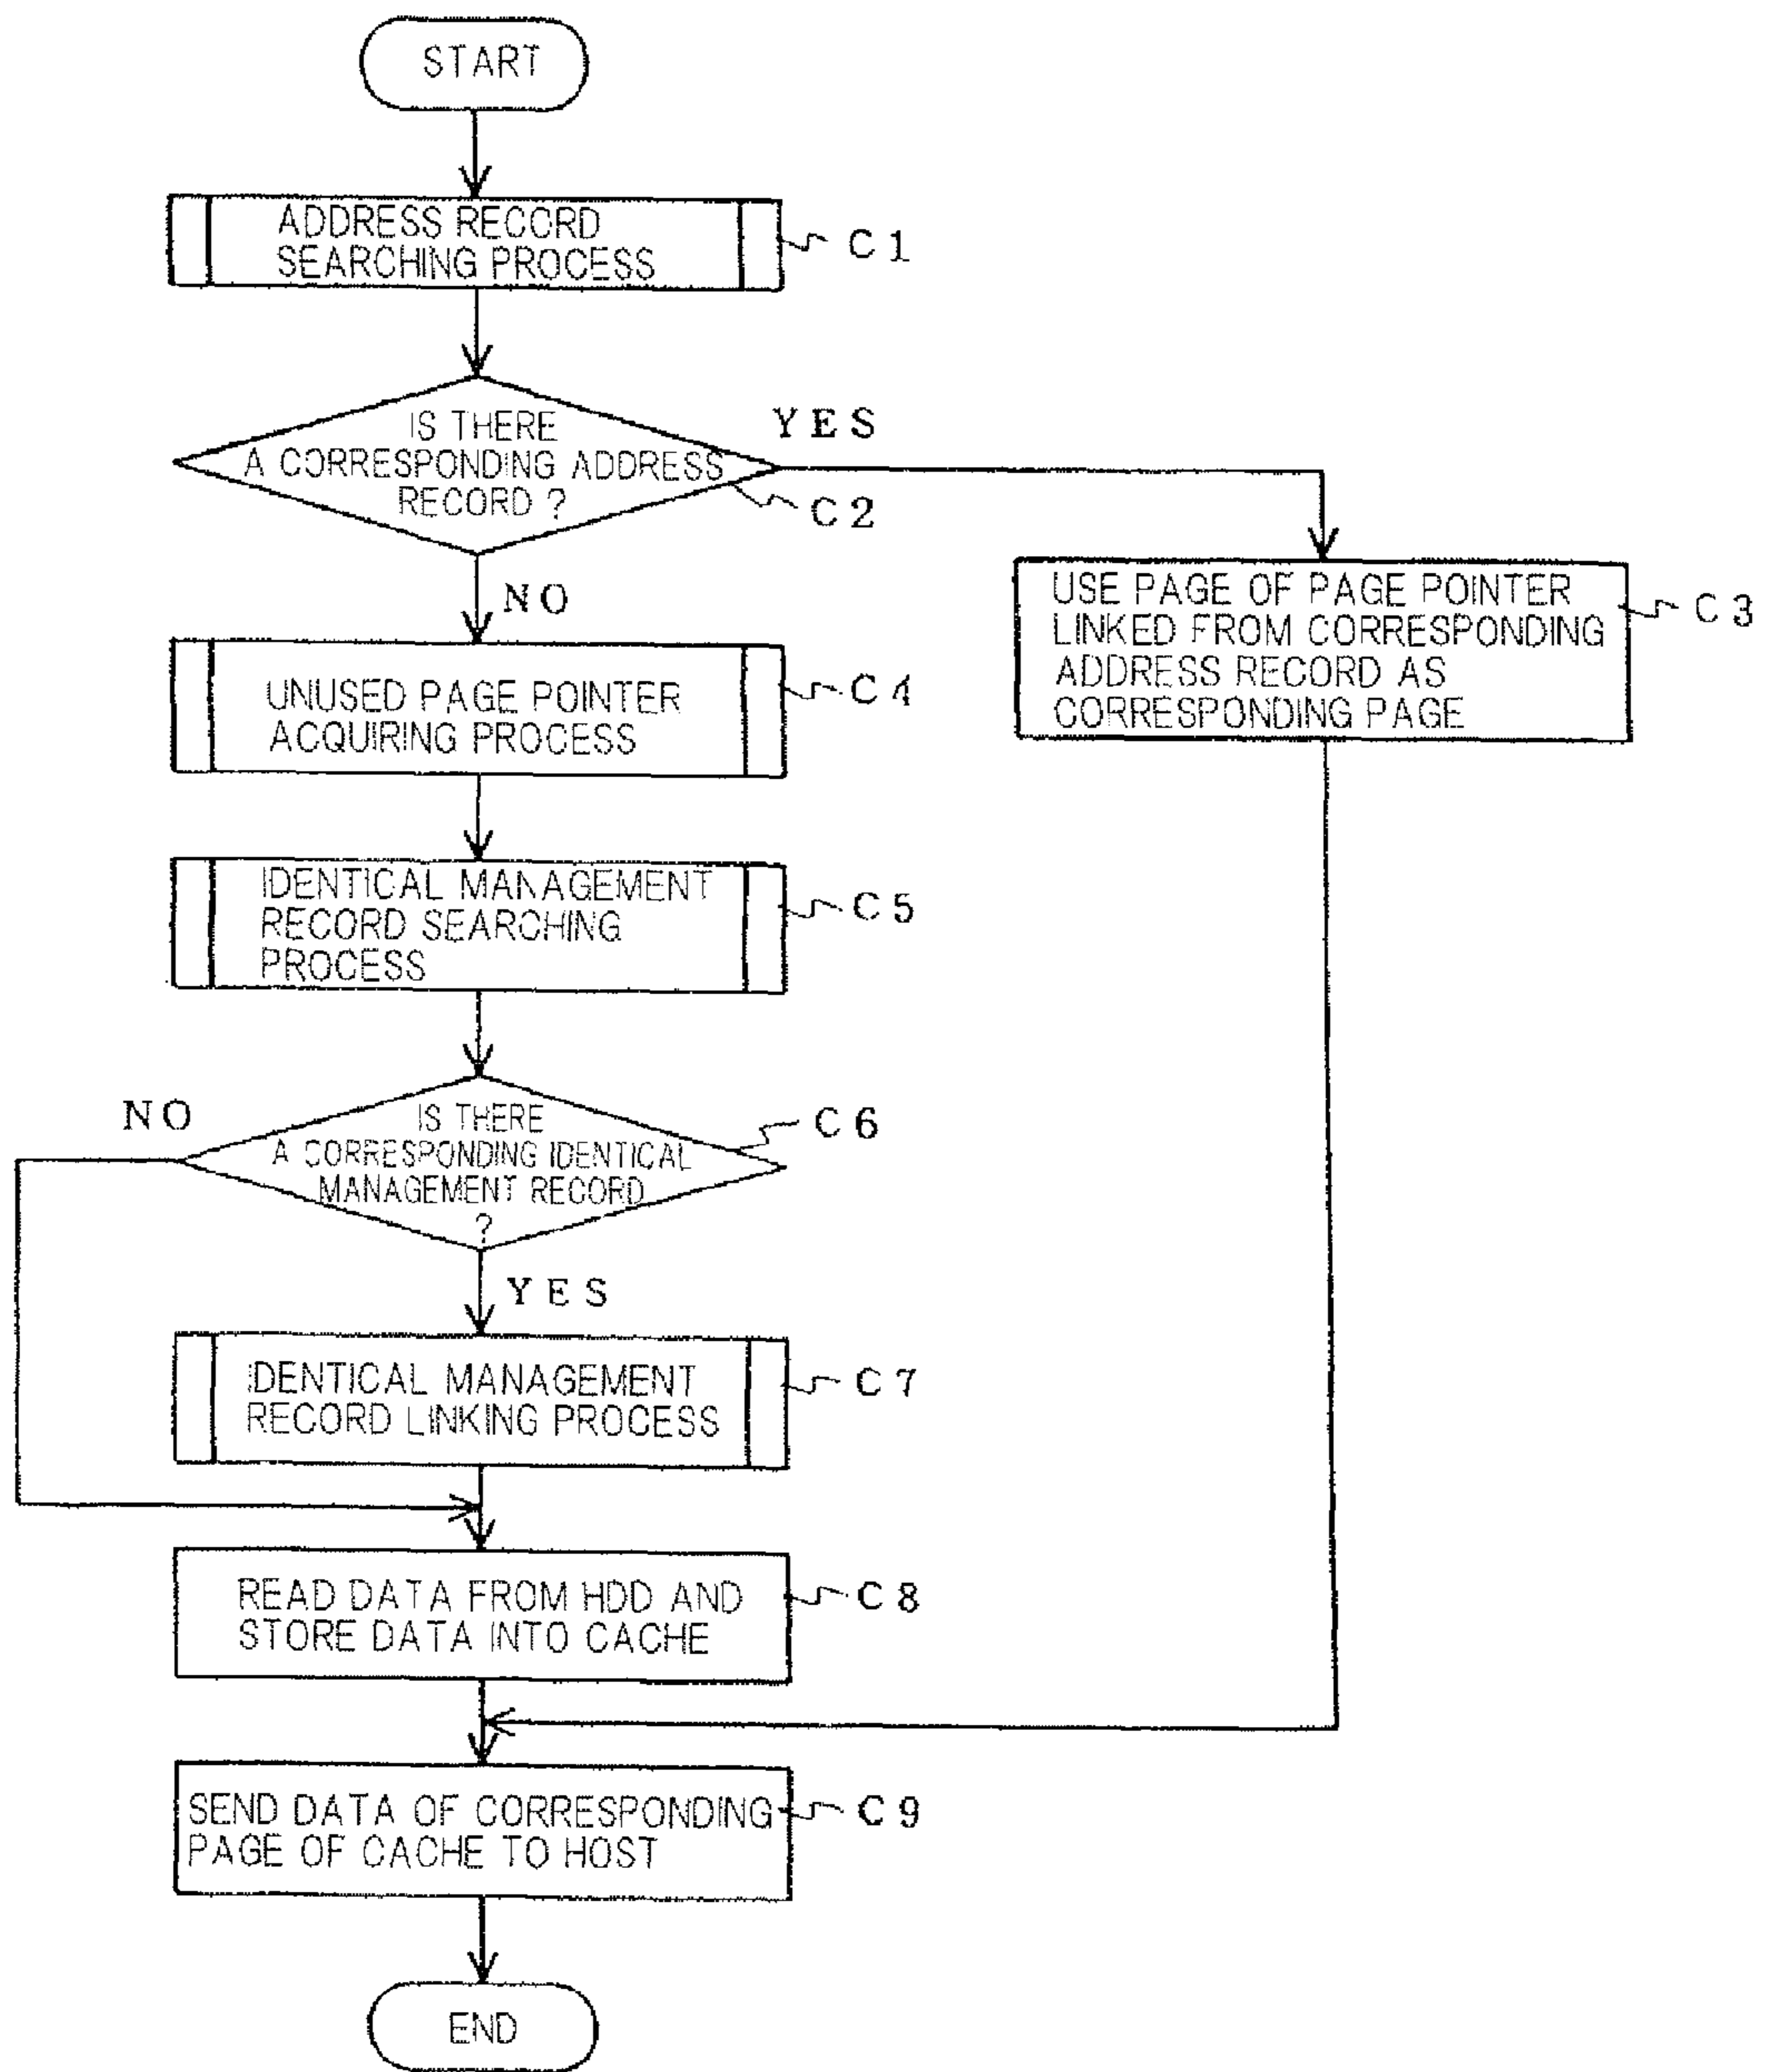 START
ADDRESS RECORD
SEARCHING PROCESS
C1
IS THERE
A CORRESPONDING ADDRESS
RECORD ?
YES
C2
NO
USE PAGE OF PAGE POINTER
LINKED FROM CORRESPONDING
ADDRESS RECORD AS
CORRESPONDING PAGE
C3
UNUSED PAGE POINTER
ACQUIRING PROCESS
C4
IDENTICAL MANAGEMENT
RECORD SEARCHING
PROCESS
C5
NO
IS THERE
A CORRESPONDING IDENTICAL
MANAGEMENT RECORD
?
C6
YES
IDENTICAL MANAGEMENT
RECORD LINKING PROCESS
C7
READ DATA FROM HDD AND
STORE DATA INTO CACHE
C8
SEND DATA OF CORRESPONDING
PAGE OF CACHE TO HOST
C9
END